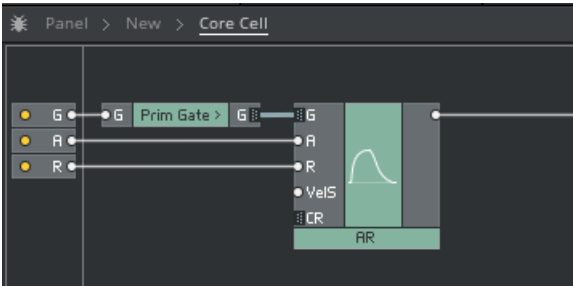 Panel > New > Core Cell
G G Prim Gate > G G
A A
R R
VelS
CR
AR